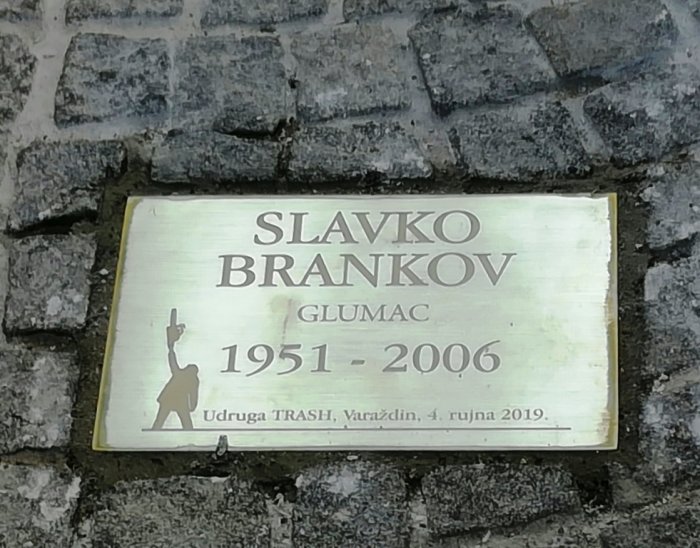 SLAVKO
BRANKOV
GLUMAC
1951 - 2006
Udruga TRASH, Varaždin, 4. rujna 2019.